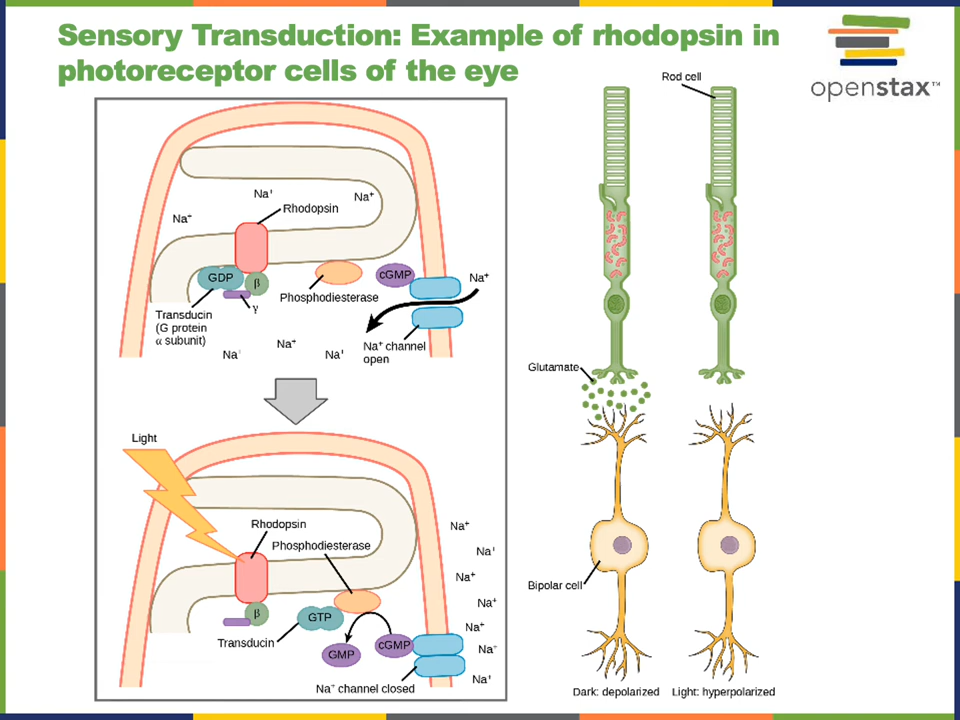 Sensory Transduction: Example of rhodopsin in
photoreceptor cells of the eye
openstax™
Na⁺
Na⁺
Na⁺
Rhodopsin
GDP
β
γ
Transducin
(G protein
α subunit)
Phosphodiesterase
cGMP
Na⁺
Na⁺ channel
open
Na⁺
Na⁺
Na⁺
Light
Rhodopsin
Phosphodiesterase
β
GTP
Transducin
GMP
cGMP
Na⁺ channel closed
Na⁺
Na⁺
Na⁺
Na⁺
Na⁺
Na⁺
Na⁺
Rod cell
Glutamate
Bipolar cell
Dark: depolarized
Light: hyperpolarized